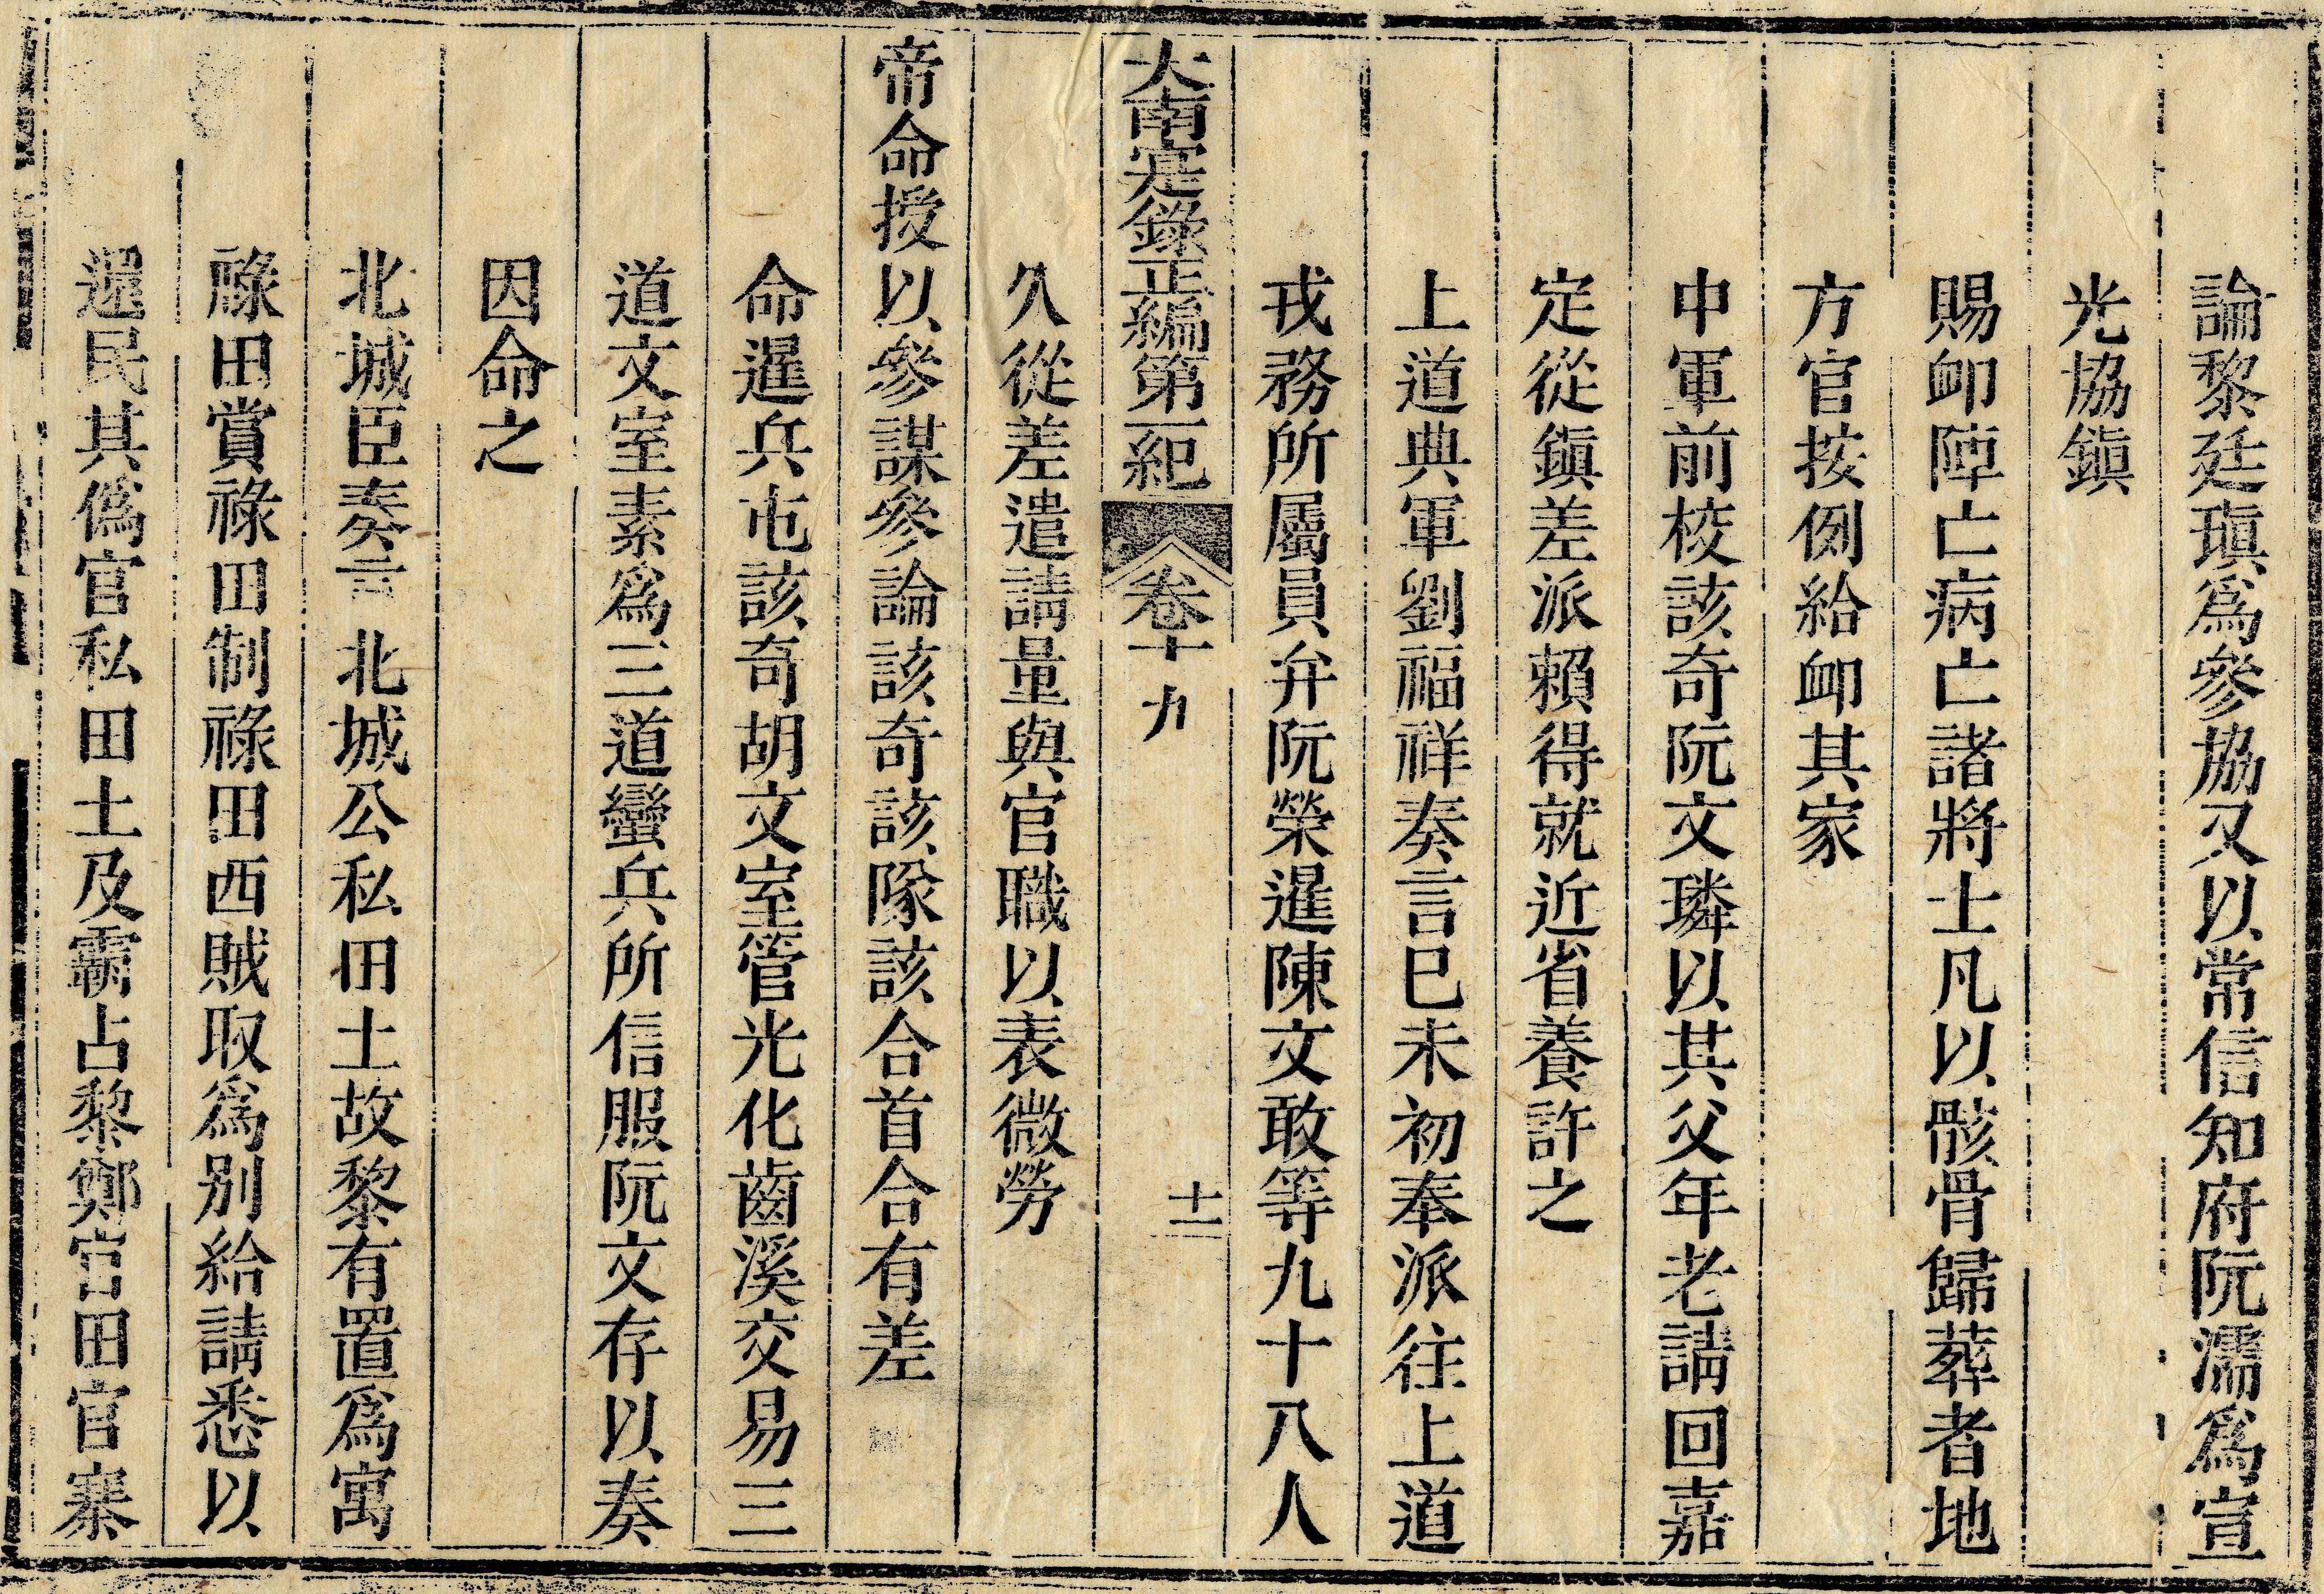 論黎廷瑱爲參協又以常信知府阮濡爲宣
光協鎭
賜卹陣亡病亡諸將士凡以骸骨歸葬者地
方官按例給卹其家
中軍前校該奇阮文璘以其父年老請回嘉
定從鎭差派賴得就近省養許之
上道典軍劉福祥奏言巳未初奉派往上道
戎務所屬員弁阮榮暹陳文敢等九十八人
大南寔錄正編第一紀 卷十九 十二
久從差遣請量與官職以表微勞
帝命授以參謀參論該奇該隊該合首合有差
命暹兵屯該奇胡文室管光化齒溪交易三
道文室素爲三道蠻兵所信服阮文存以奏
因命之
北城臣奏言北城公私田土故黎有置爲寓
祿田賞祿田制祿田西賊取爲別給請悉以
還民其僞官私田土及霸占黎鄭官田官寨